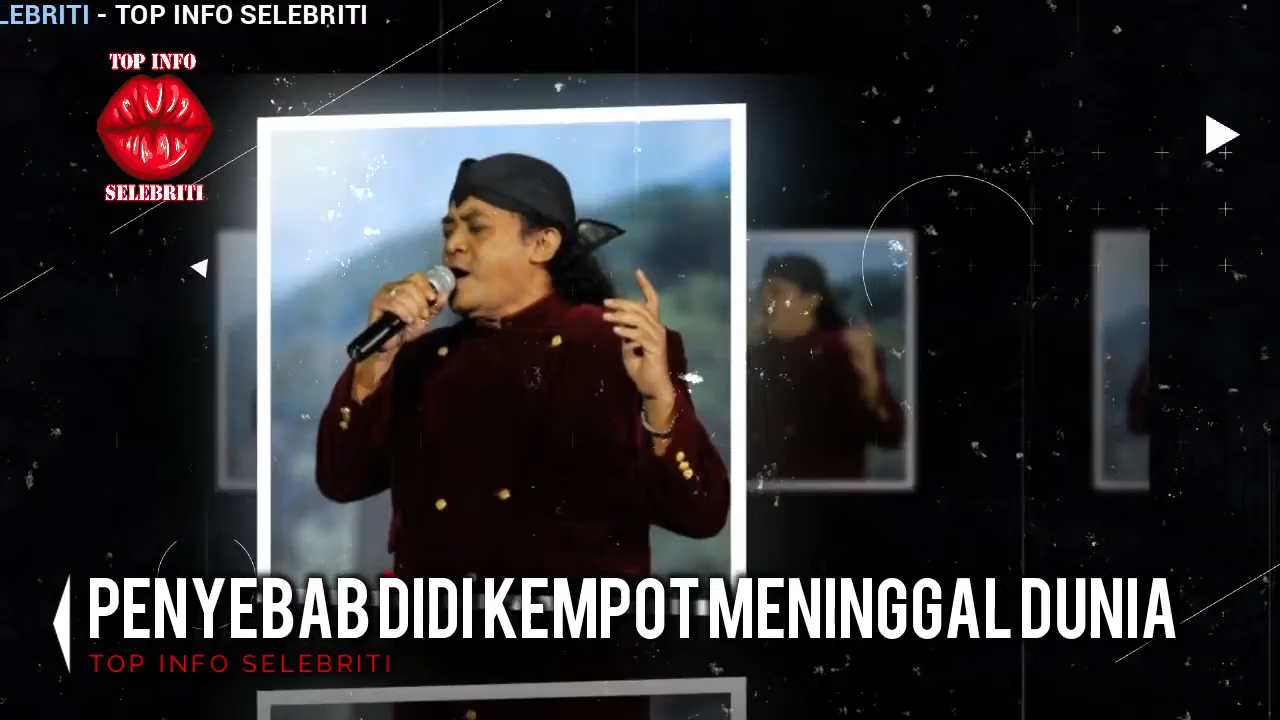 LEBRITI - TOP INFO SELEBRITI
TOP INFO
SELEBRITI
PENYEBAB DIDI KEMPOT MENINGGAL DUNIA
TOP INFO SELEBRITI